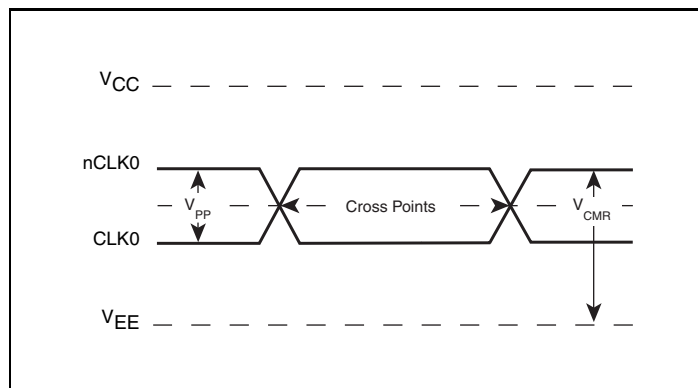 VCC
nCLK0
VPP
Cross Points
VCMR
CLK0
VEE